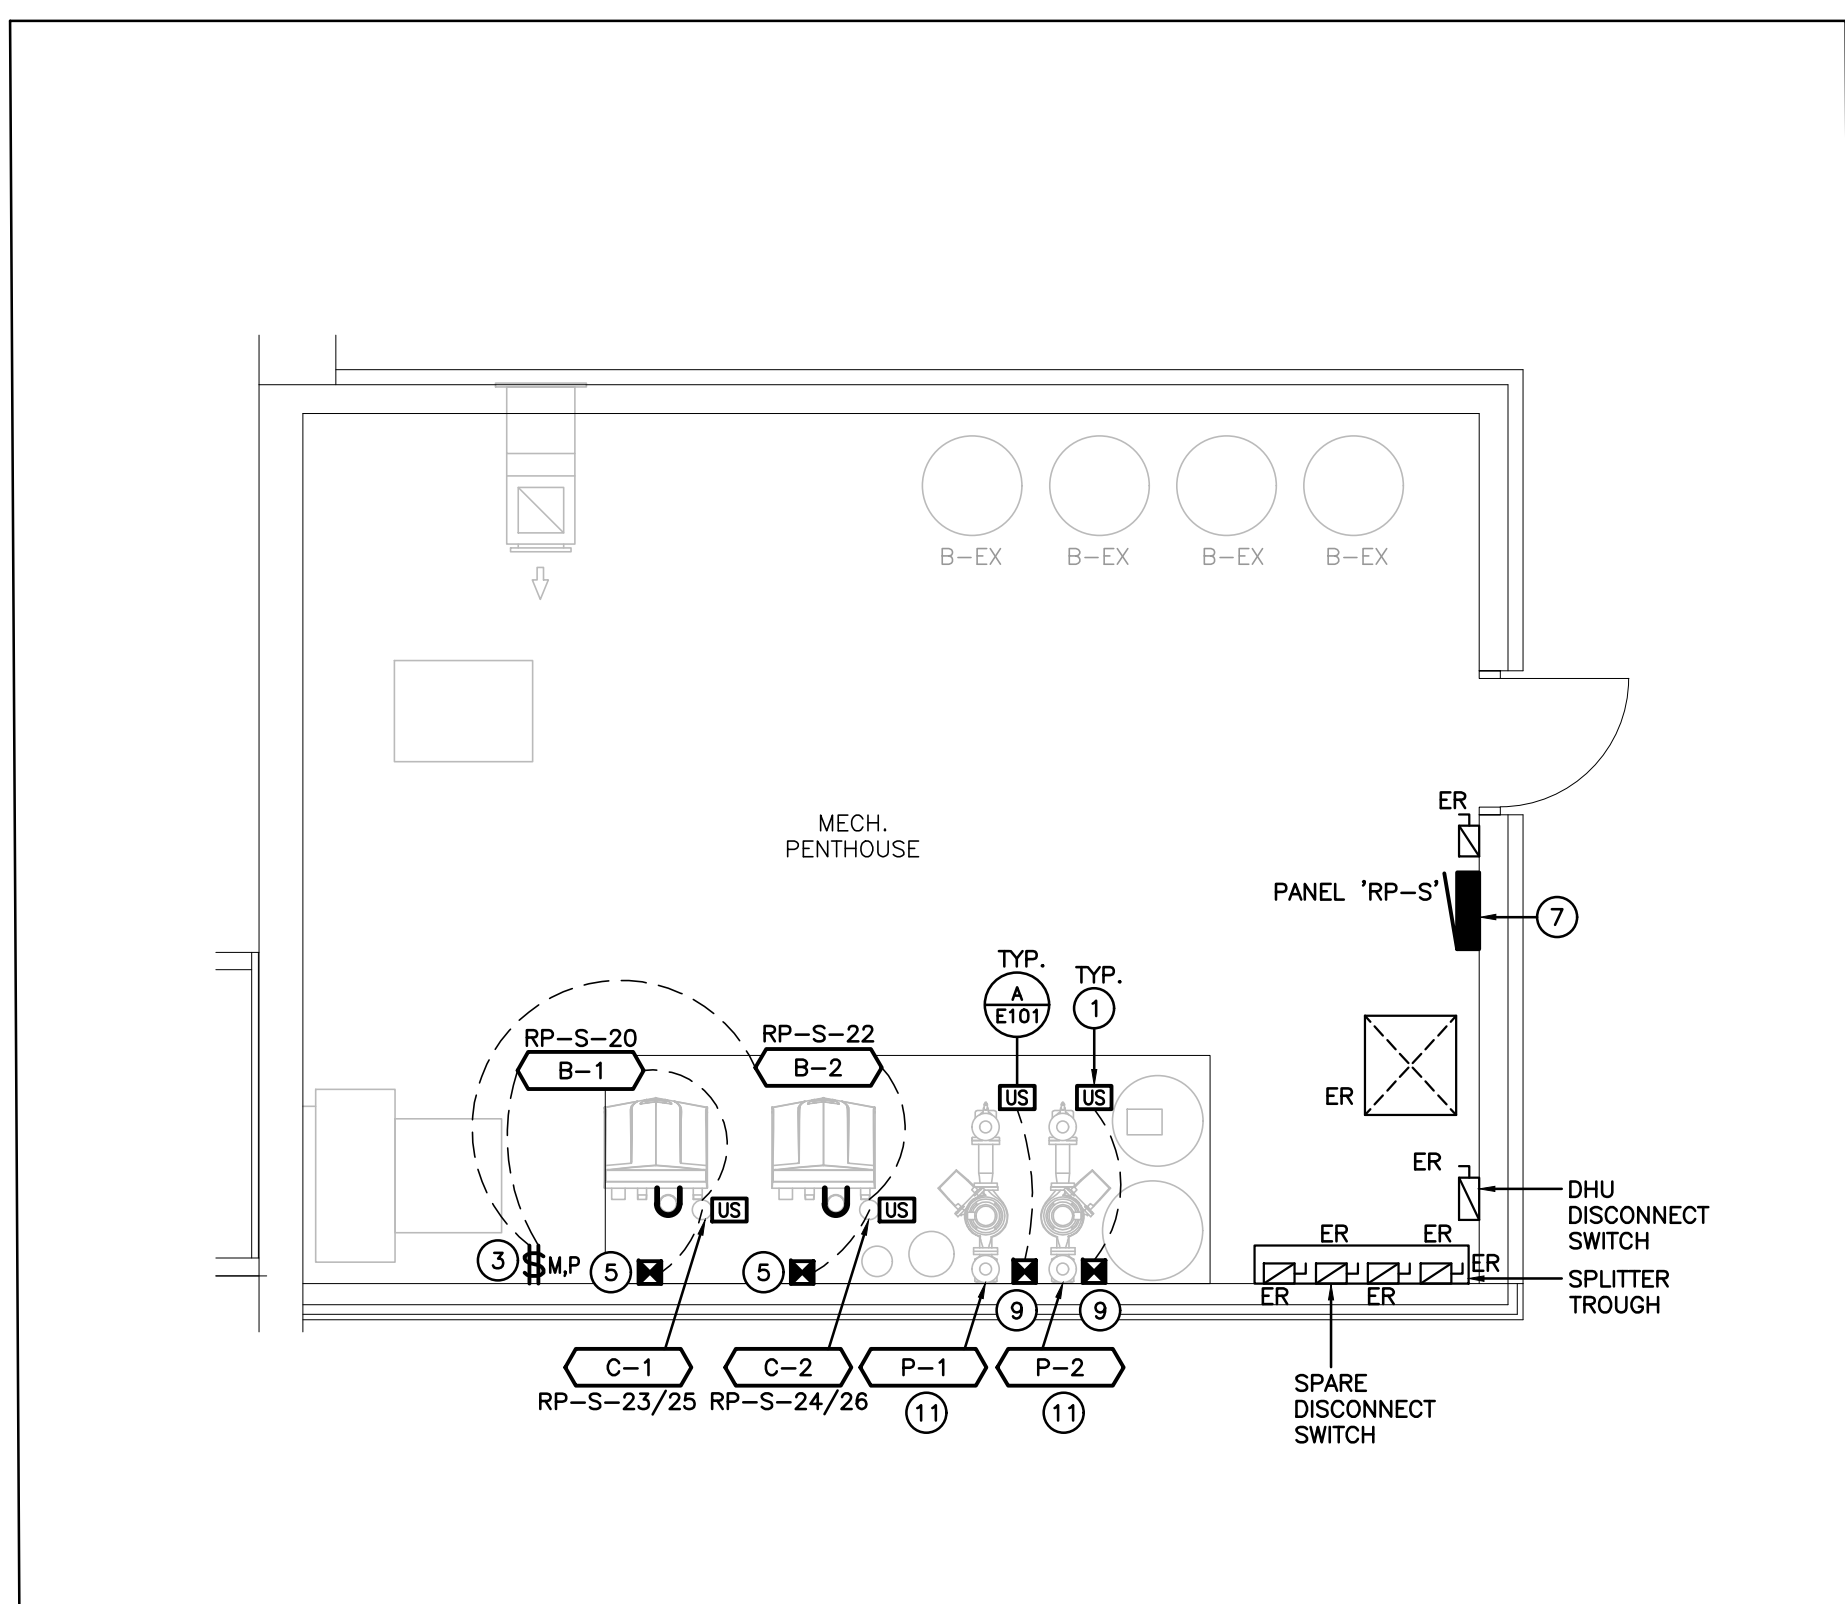 B-EX
B-EX
B-EX
B-EX
MECH.
PENTHOUSE
ER
PANEL 'RP-S'
7
TYP.
A
E101
TYP.
1
RP-S-20
B-1
RP-S-22
B-2
US
US
ER
ER
DHU
DISCONNECT
SWITCH
US
US
3
$M,P
5
5
ER
ER
ER
SPLITTER
TROUGH
ER
ER
9
9
C-1
RP-S-23/25
C-2
RP-S-24/26
P-1
11
P-2
11
SPARE
DISCONNECT
SWITCH